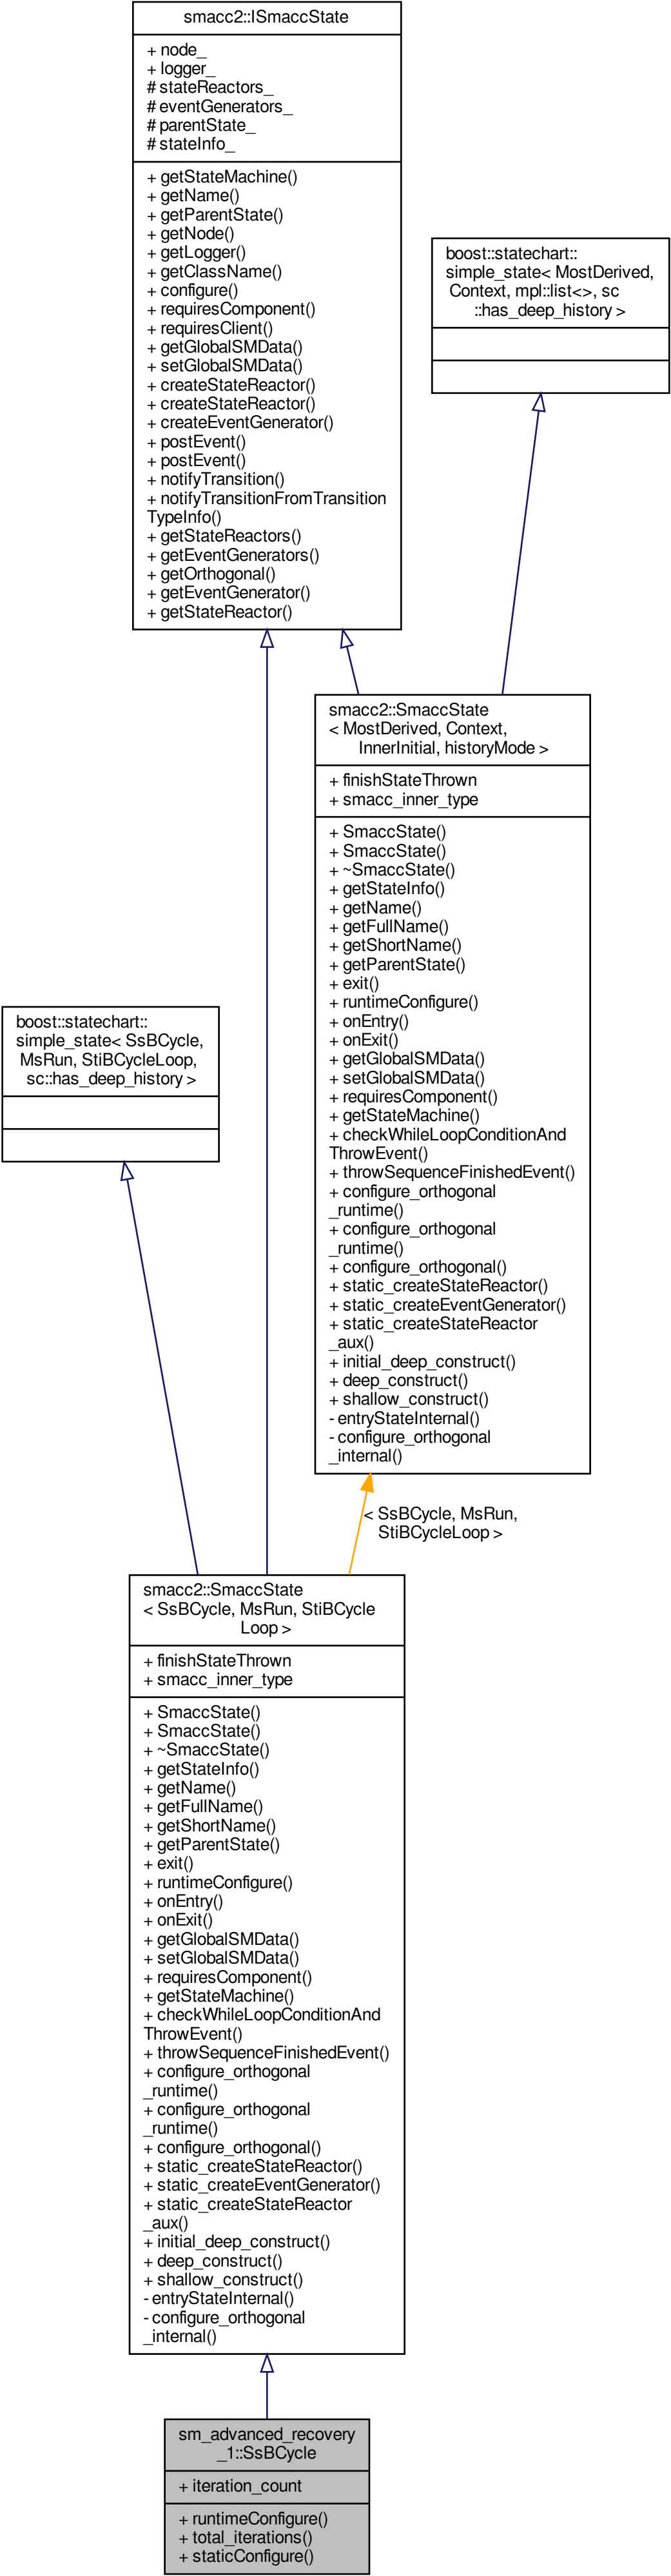 smacc2::ISmaccState
+ node_
+ logger_
# stateReactors_
# eventGenerators_
# parentState_
# stateInfo_
+ getStateMachine()
+ getName()
+ getParentState()
+ getNode()
+ getLogger()
+ getClassName()
+ configure()
+ requiresComponent()
+ requiresClient()
+ getGlobalSMData()
+ setGlobalSMData()
+ createStateReactor()
+ createStateReactor()
+ createEventGenerator()
+ postEvent()
+ postEvent()
+ notifyTransition()
+ notifyTransitionFromTransition
TypeInfo()
+ getStateReactors()
+ getEventGenerators()
+ getOrthogonal()
+ getEventGenerator()
+ getStateReactor()
boost::statechart::
simple_state< MostDerived,
Context, mpl::list<>, sc
::has_deep_history >
smacc2::SmaccState
< MostDerived, Context,
InnerInitial, historyMode >
+ finishStateThrown
+ smacc_inner_type
+ SmaccState()
+ SmaccState()
+ ~SmaccState()
+ getStateInfo()
+ getName()
+ getFullName()
+ getShortName()
+ getParentState()
+ exit()
+ runtimeConfigure()
+ onEntry()
+ onExit()
+ getGlobalSMData()
+ setGlobalSMData()
+ requiresComponent()
+ getStateMachine()
+ checkWhileLoopConditionAnd
ThrowEvent()
+ throwSequenceFinishedEvent()
+ configure_orthogonal
_runtime()
+ configure_orthogonal
_runtime()
+ configure_orthogonal()
+ static_createStateReactor()
+ static_createEventGenerator()
+ static_createStateReactor
_aux()
+ initial_deep_construct()
+ deep_construct()
+ shallow_construct()
- entryStateInternal()
- configure_orthogonal
_internal()
boost::statechart::
simple_state< SsBCycle,
MsRun, StiBCycleLoop,
sc::has_deep_history >
< SsBCycle, MsRun,
StiBCycleLoop >
smacc2::SmaccState
< SsBCycle, MsRun, StiBCycle
Loop >
+ finishStateThrown
+ smacc_inner_type
+ SmaccState()
+ SmaccState()
+ ~SmaccState()
+ getStateInfo()
+ getName()
+ getFullName()
+ getShortName()
+ getParentState()
+ exit()
+ runtimeConfigure()
+ onEntry()
+ onExit()
+ getGlobalSMData()
+ setGlobalSMData()
+ requiresComponent()
+ getStateMachine()
+ checkWhileLoopConditionAnd
ThrowEvent()
+ throwSequenceFinishedEvent()
+ configure_orthogonal
_runtime()
+ configure_orthogonal
_runtime()
+ configure_orthogonal()
+ static_createStateReactor()
+ static_createEventGenerator()
+ static_createStateReactor
_aux()
+ initial_deep_construct()
+ deep_construct()
+ shallow_construct()
- entryStateInternal()
- configure_orthogonal
_internal()
sm_advanced_recovery
_1::SsBCycle
+ iteration_count
+ runtimeConfigure()
+ total_iterations()
+ staticConfigure()